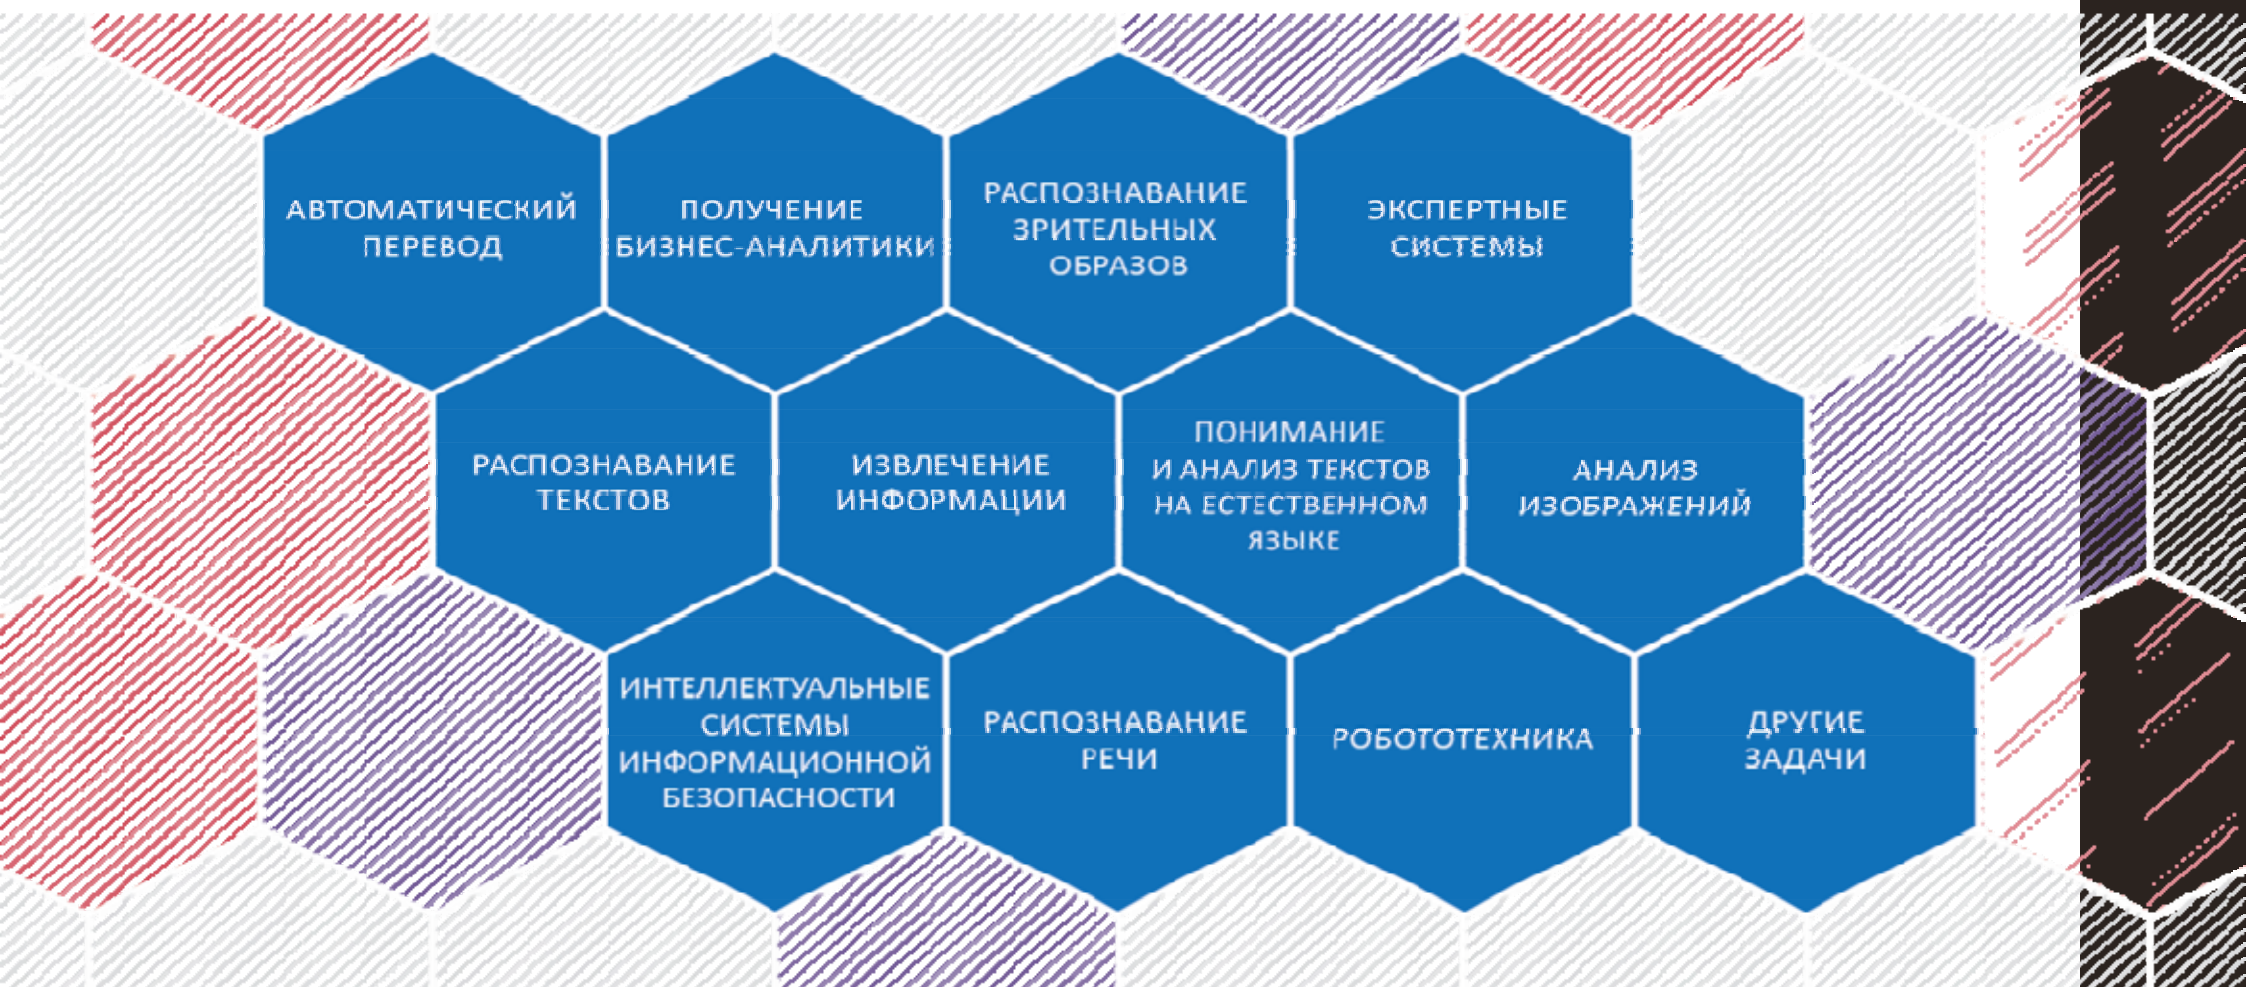 АВТОМАТИЧЕСКИЙ
ПЕРЕВОД
ПОЛУЧЕНИЕ
БИЗНЕС-АНАЛИТИКИ
РАСПОЗНАВАНИЕ
ЗРИТЕЛЬНЫХ
ОБРАЗОВ
ЭКСПЕРТНЫЕ
СИСТЕМЫ
РАСПОЗНАВАНИЕ
ТЕКСТОВ
ИЗВЛЕЧЕНИЕ
ИНФОРМАЦИИ
ПОНИМАНИЕ
И АНАЛИЗ ТЕКСТОВ
НА ЕСТЕСТВЕННОМ
ЯЗЫКЕ
АНАЛИЗ
ИЗОБРАЖЕНИЙ
ИНТЕЛЛЕКТУАЛЬНЫЕ
СИСТЕМЫ
ИНФОРМАЦИОННОЙ
БЕЗОПАСНОСТИ
РАСПОЗНАВАНИЕ
РЕЧИ
РОБОТОТЕХНИКА
ДРУГИЕ
ЗАДАЧИ